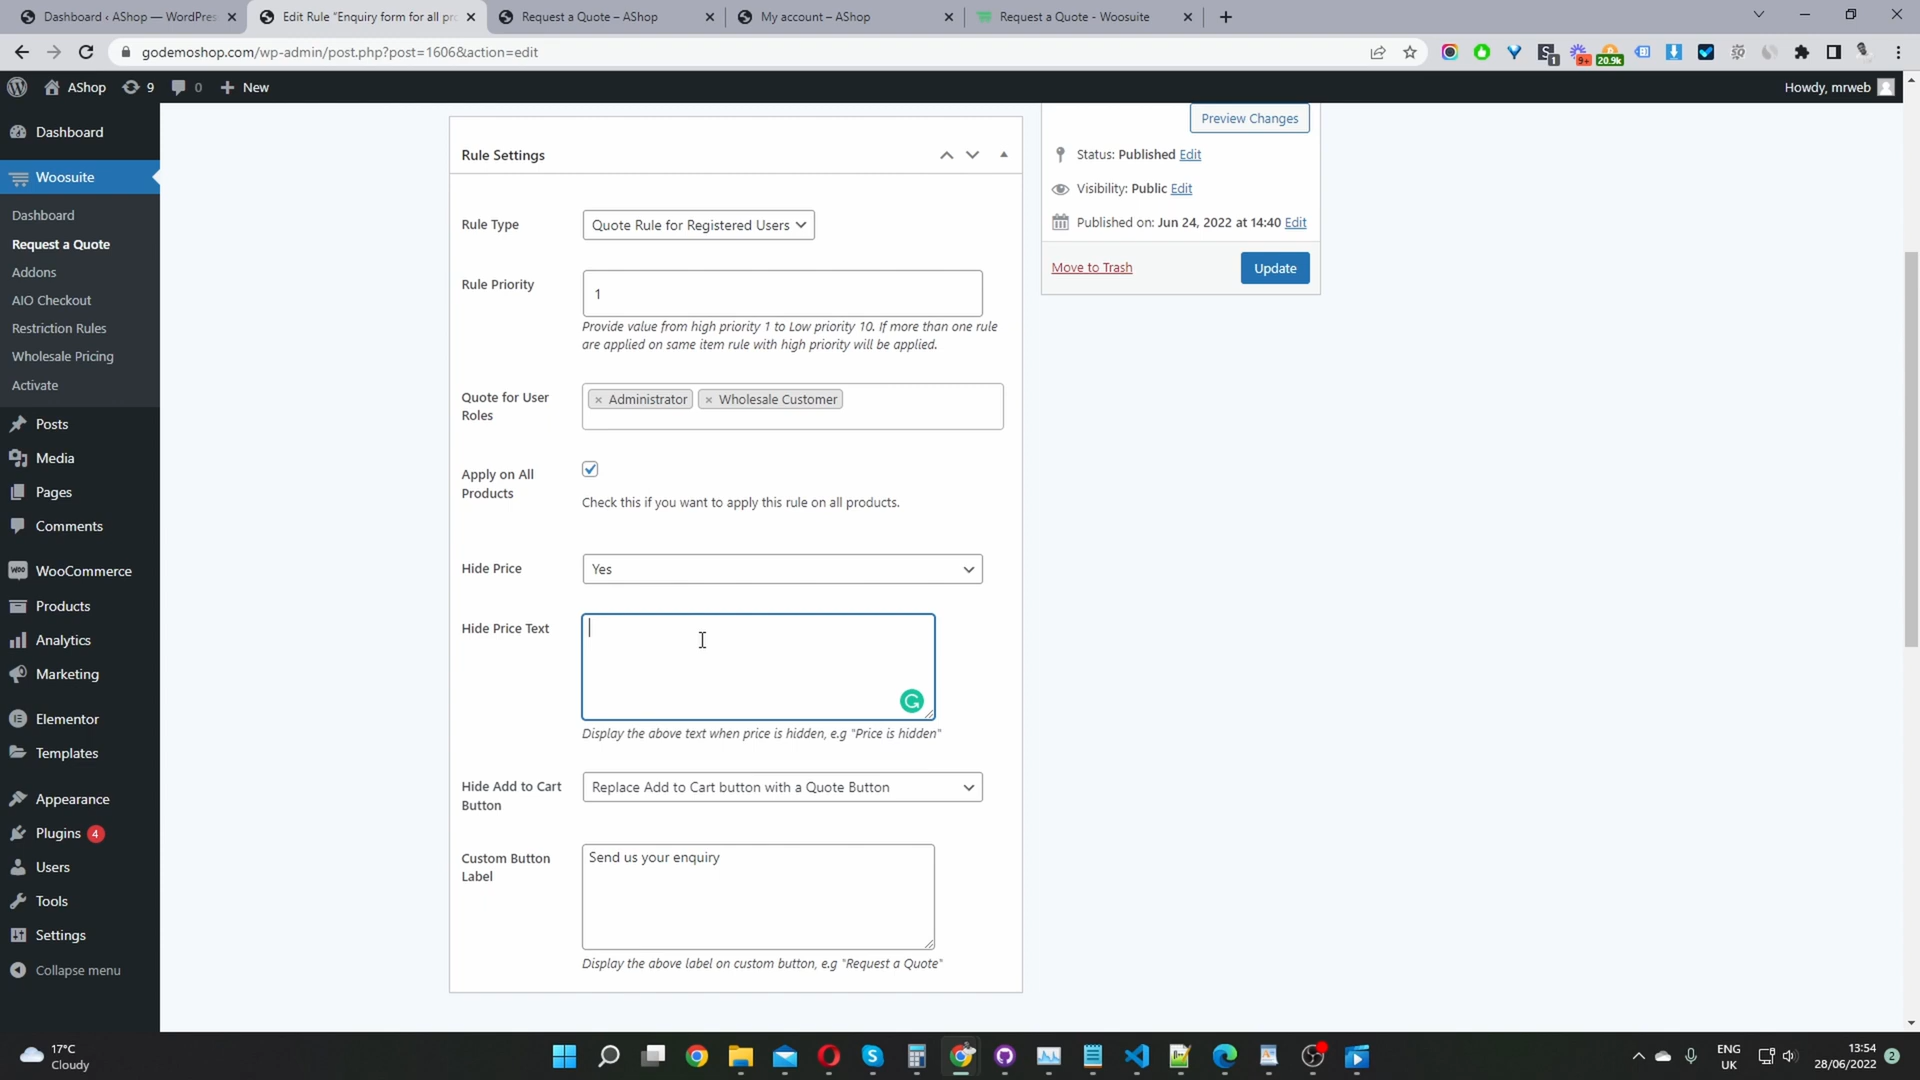 Dashboard ‹ AShop — WordPres
Edit Rule "Enquiry form for all pro
Request a Quote – AShop
My account – AShop
Request a Quote - Woosuite
godemoshop.com/wp-admin/post.php?post=1606&action=edit
1
9+
20.9k
AShop
9
0
New
Howdy, mrweb
Dashboard
Woosuite
Dashboard
Request a Quote
Addons
AIO Checkout
Restriction Rules
Wholesale Pricing
Activate
Posts
Media
Pages
Comments
WooCommerce
Products
Analytics
Marketing
Elementor
Templates
Appearance
Plugins 4
Users
Tools
Settings
Collapse menu
Rule Settings
Rule Type
Quote Rule for Registered Users
Rule Priority
1
Provide value from high priority 1 to Low priority 10. If more than one rule
are applied on same item rule with high priority will be applied.
Quote for User
Roles
× Administrator
× Wholesale Customer
Apply on All
Products
Check this if you want to apply this rule on all products.
Hide Price
Yes
Hide Price Text
Display the above text when price is hidden, e.g "Price is hidden"
Hide Add to Cart
Button
Replace Add to Cart button with a Quote Button
Custom Button
Label
Send us your enquiry
Display the above label on custom button, e.g "Request a Quote"
Preview Changes
Status: Published Edit
Visibility: Public Edit
Published on: Jun 24, 2022 at 14:40 Edit
Move to Trash
Update
17°C
Cloudy
ENG
UK
13:54
28/06/2022
2